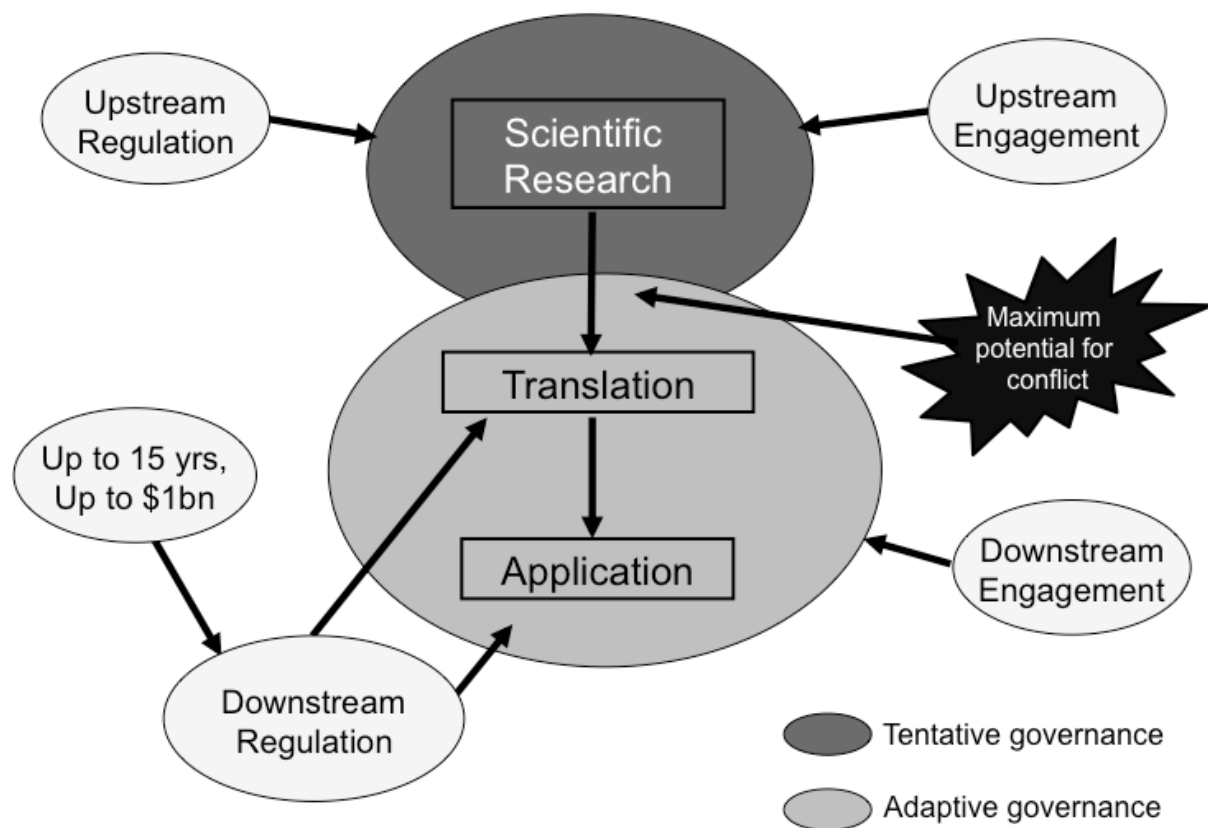 Upstream
Regulation
Scientific
Research
Upstream
Engagement
Maximum
potential for
conflict
Translation
Up to 15 yrs,
Up to $1bn
Application
Downstream
Engagement
Downstream
Regulation
Tentative governance
Adaptive governance